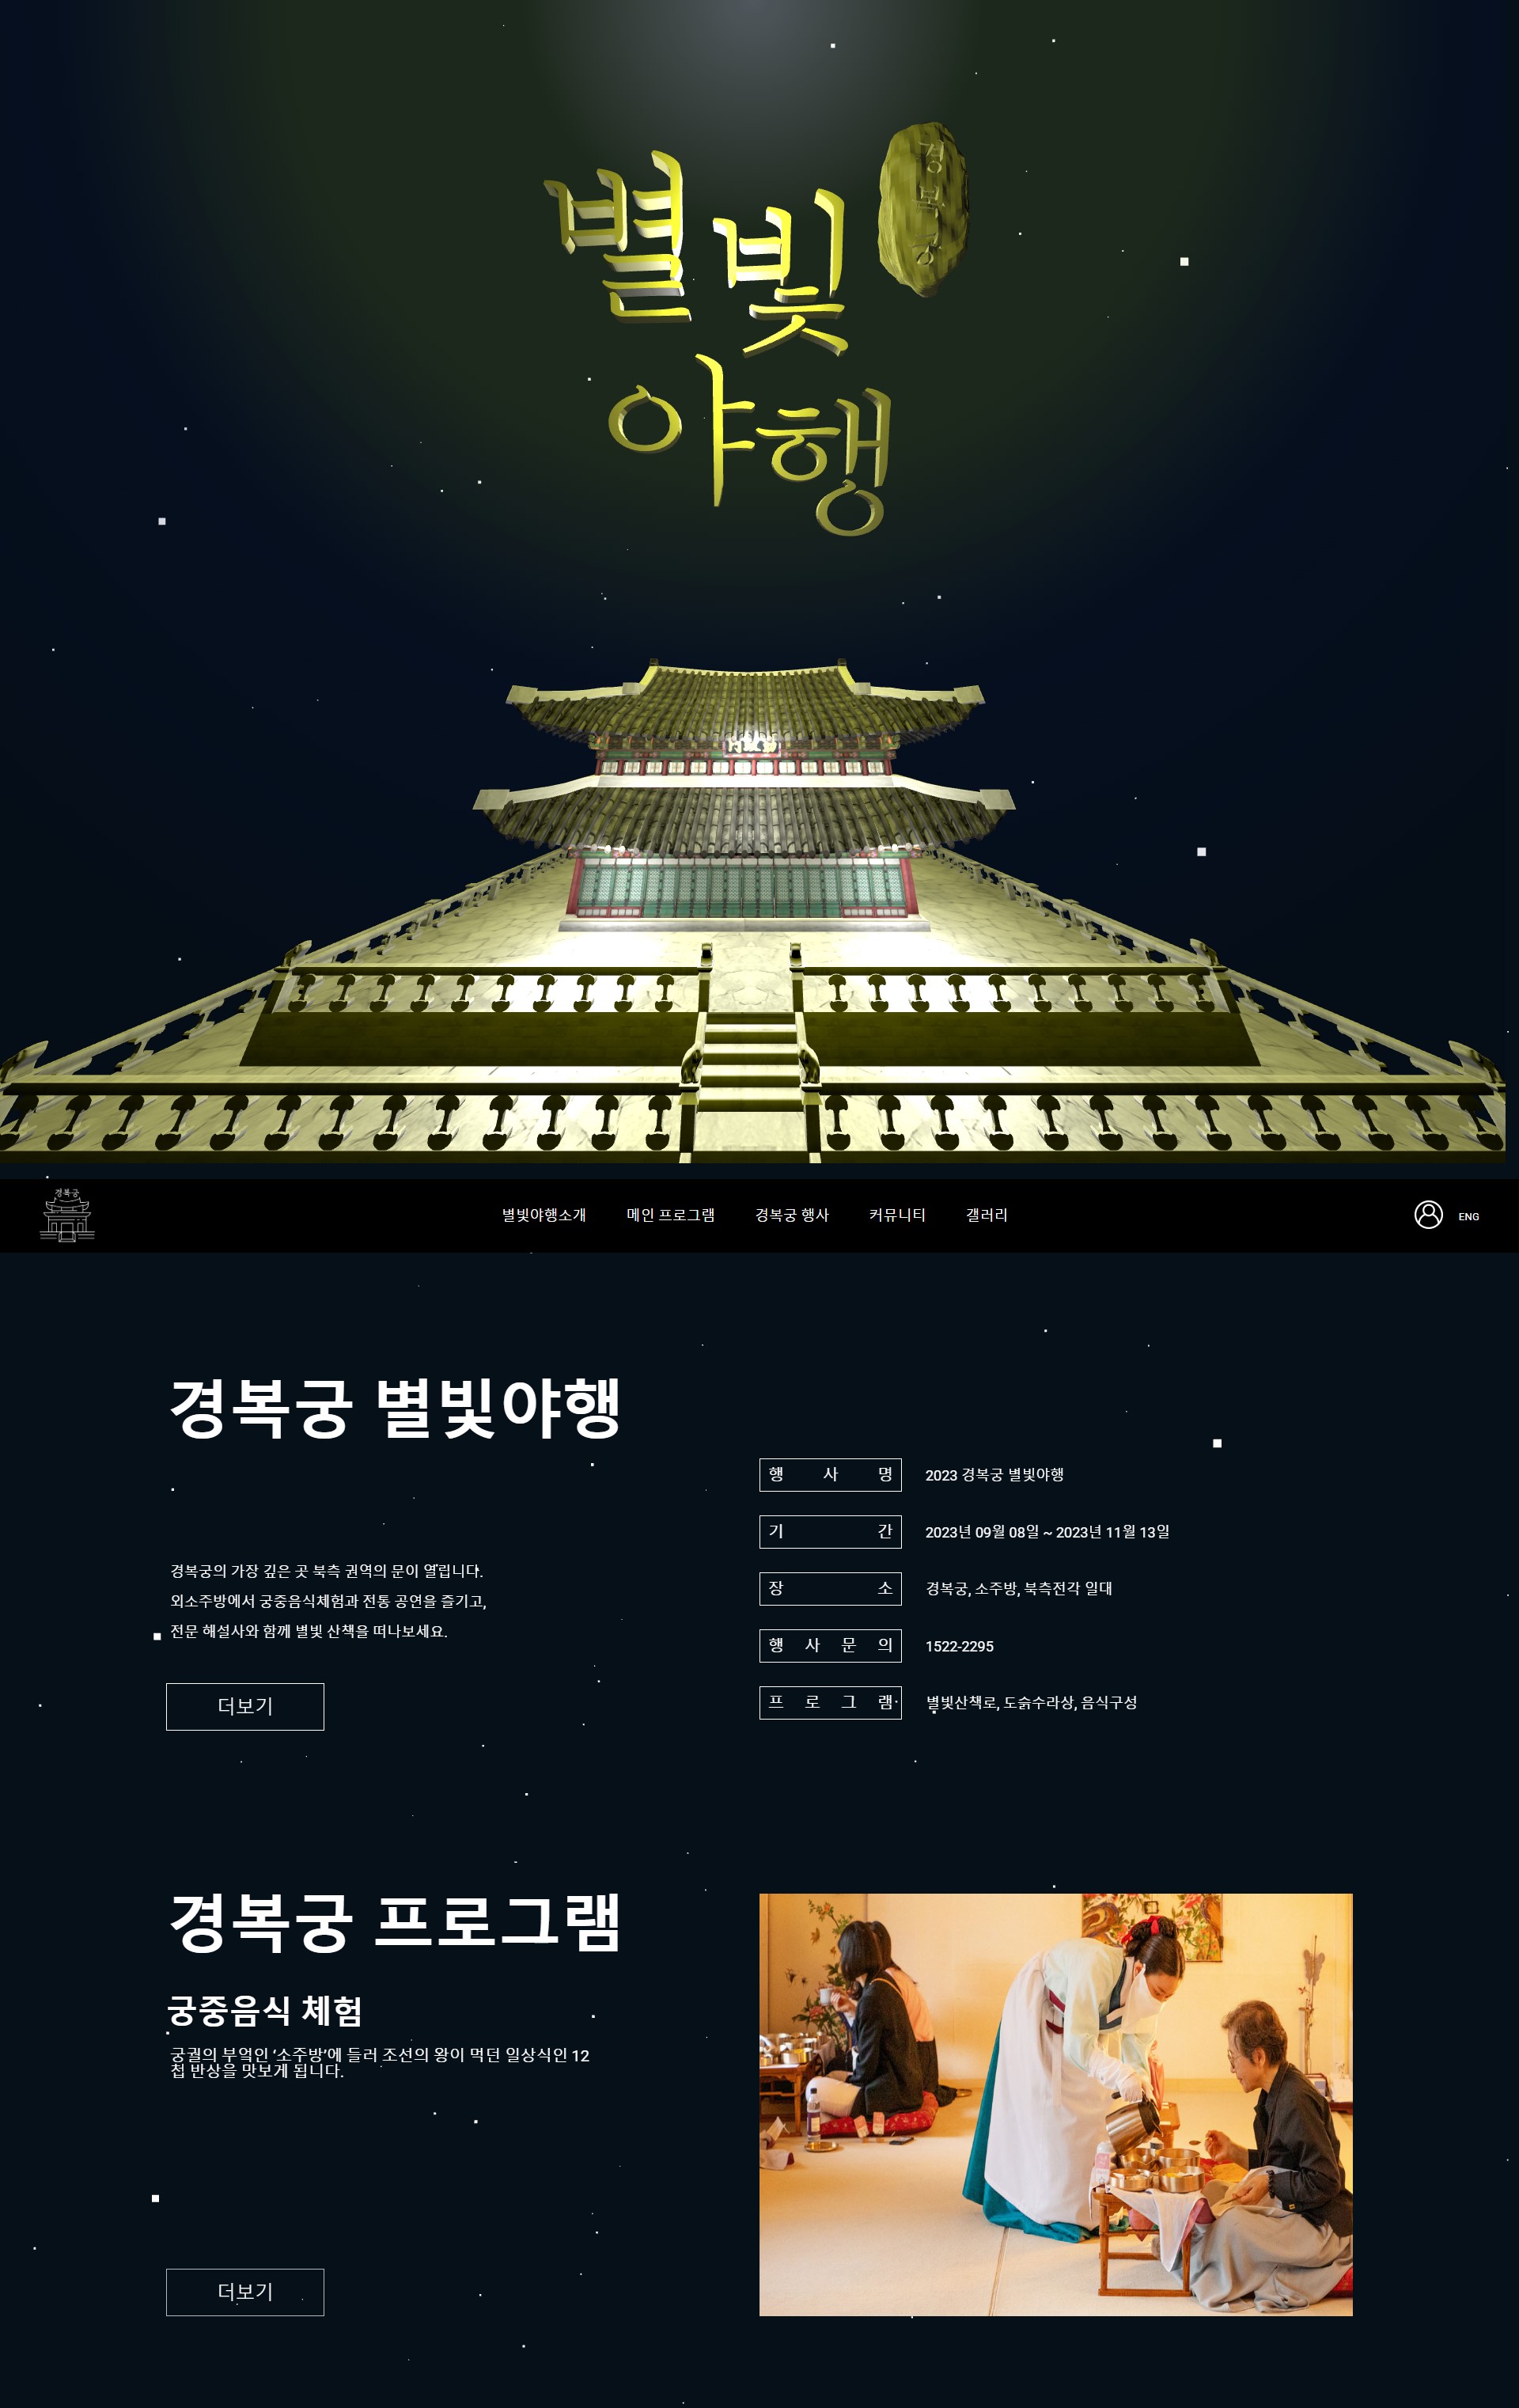 별빛
경복궁
야행
경복궁
별빛야행소개 메인 프로그램 경복궁 행사 커뮤니티 갤러리 ENG
경복궁 별빛야행
경복궁의 가장 깊은 곳 북측 권역의 문이 열립니다.
외소주방에서 궁중음식체험과 전통 공연을 즐기고,
전문 해설사와 함께 별빛 산책을 떠나보세요.
더보기
행 사 명 2023 경복궁 별빛야행
기 간 2023년 09월 08일 ~ 2023년 11월 13일
장 소 경복궁, 소주방, 북측전각 일대
행 사 문 의 1522-2295
프 로 그 램 별빛산책로, 도슭수라상, 음식구성
경복궁 프로그램
궁중음식 체험
궁궐의 부엌인 ‘소주방’에 들러 조선의 왕이 먹던 일상식인 12
첩 반상을 맛보게 됩니다.
더보기